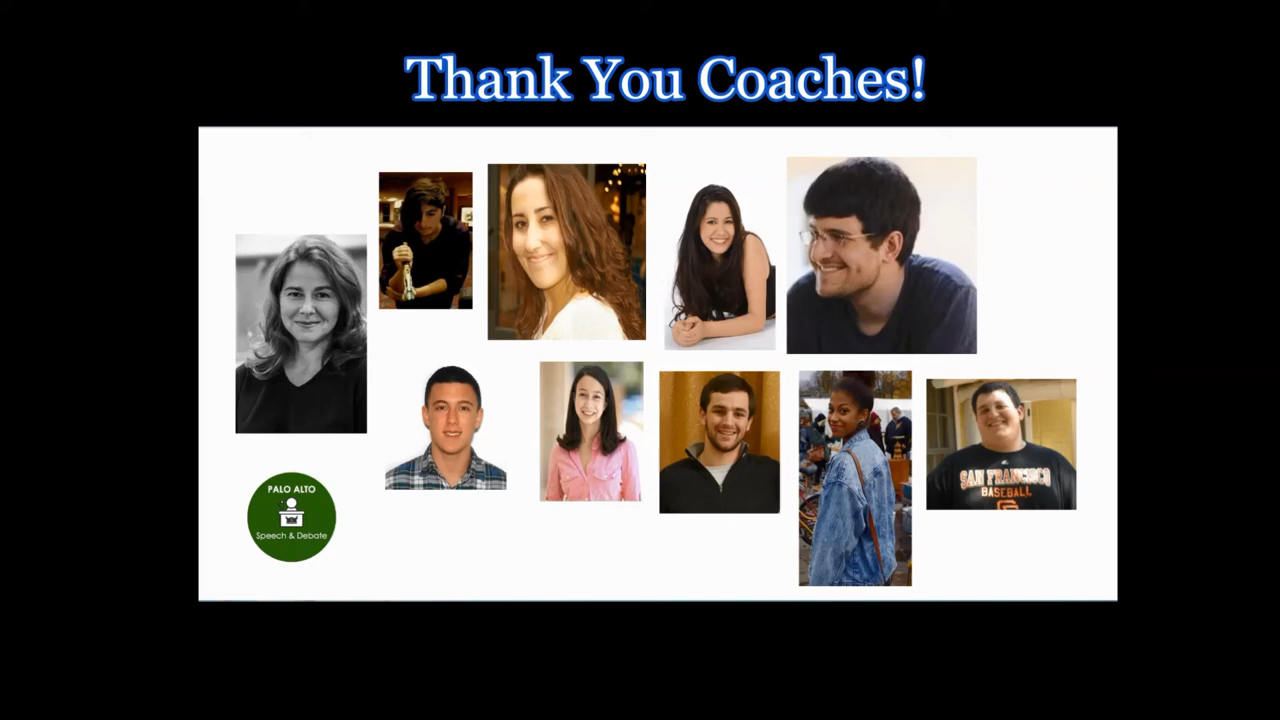 Thank You Coaches!
PALO ALTO
Speech & Debate
SAN FRANCISCO
BASEBALL